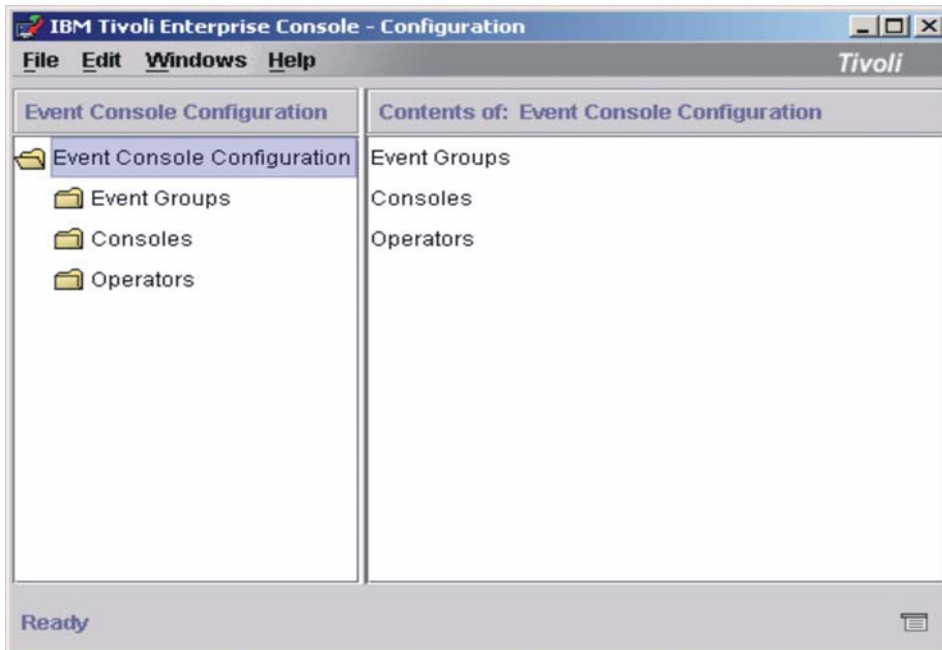 IBM Tivoli Enterprise Console - Configuration
File Edit Windows Help
Tivoli
Event Console Configuration
Contents of: Event Console Configuration
Event Console Configuration
Event Groups
Consoles
Operators
Event Groups
Consoles
Operators
Ready